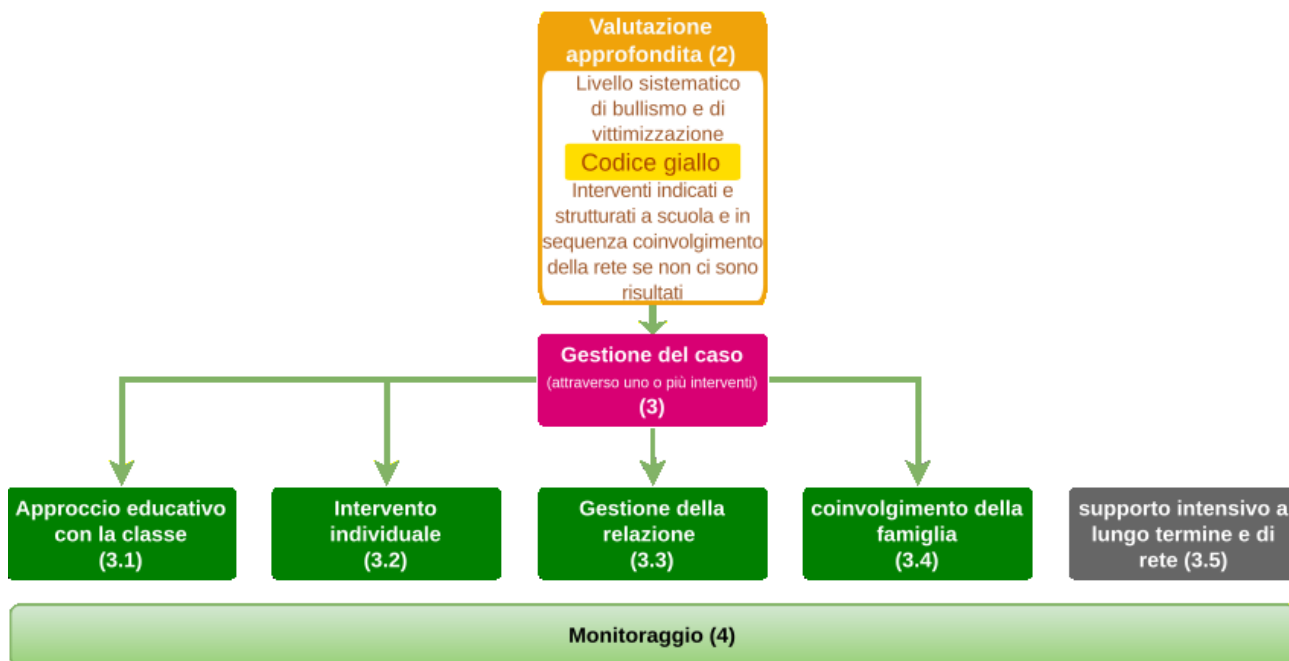 Valutazione
approfondita (2)
Livello sistematico
di bullismo e di
vittimizzazione
Codice giallo
Interventi indicati e
strutturati a scuola e in
sequenza coinvolgimento
della rete se non ci sono
risultati
Gestione del caso
(attraverso uno o più interventi)
(3)
Approccio educativo
con la classe
(3.1)
Intervento
individuale
(3.2)
Gestione della
relazione
(3.3)
coinvolgimento della
famiglia
(3.4)
supporto intensivo a
lungo termine e di
rete (3.5)
Monitoraggio (4)